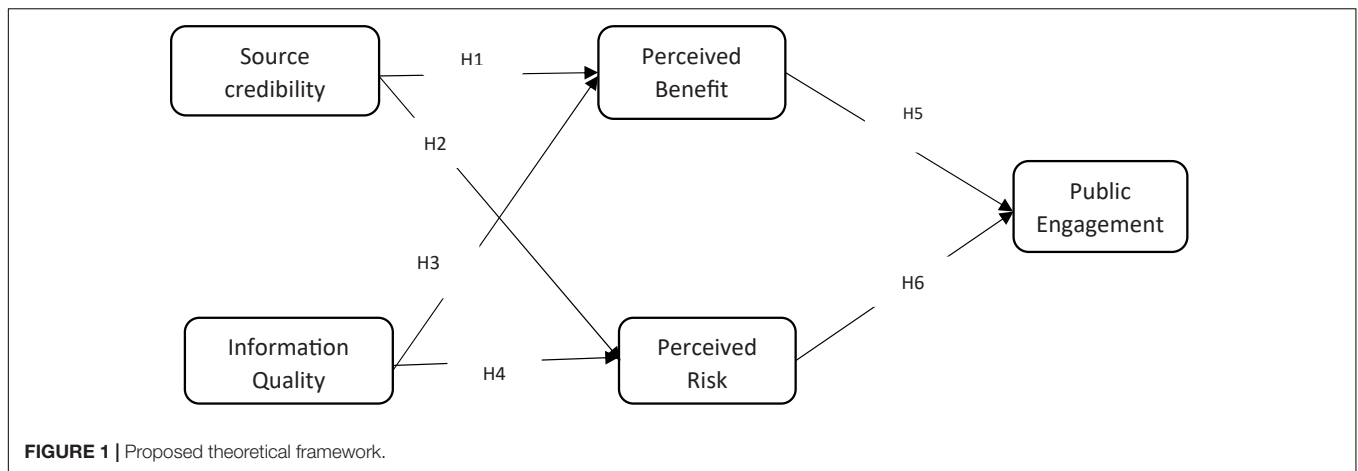 Source
credibility
H1
Perceived
Benefit
H2
H5
Public
Engagement
H3
H6
Information
Quality
H4
Perceived
Risk
FIGURE 1 | Proposed theoretical framework.